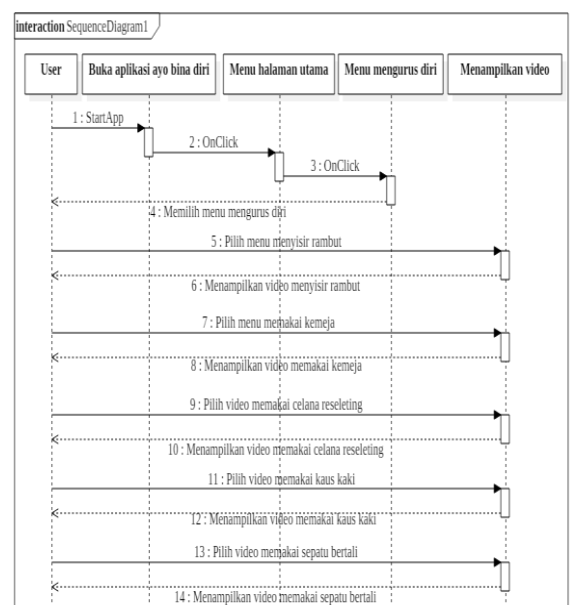 interaction SequenceDiagram1
User
Buka aplikasi ayo bina diri
Menu halaman utama
Menu mengurus diri
Menampilkan video
1 : StartApp
2 : OnClick
3 : OnClick
4 : Memilih menu mengurus diri
5 : Pilih menu menyisir rambut
6 : Menampilkan video menyisir rambut
7 : Pilih menu memakai kemeja
8 : Menampilkan video memakai kemeja
9 : Pilih video memakai celana reseleting
10 : Menampilkan video memakai celana reseleting
11 : Pilih video memakai kaus kaki
12 : Menampilkan video memakai kaus kaki
13 : Pilih video memakai sepatu bertali
14 : Menampilkan video memakai sepatu bertali